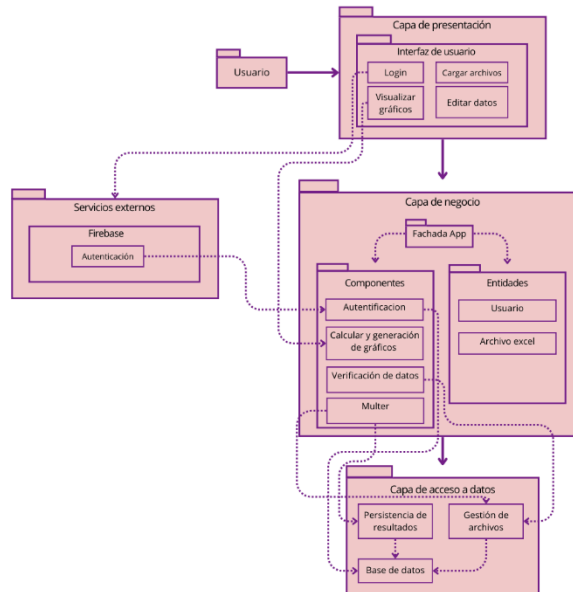 Capa de presentación
Interfaz de usuario
Usuario
Login
Cargar archivos
Visualizar
gráficos
Editar datos
Servicios externos
Firebase
Autenticación
Capa de negocio
Fachada App
Componentes
Entidades
Autentificacion
Usuario
Calcular y generación
de gráficos
Archivo excel
Verificación de datos
Multer
Capa de acceso a datos
Persistencia de
resultados
Gestión de
archivos
Base de datos